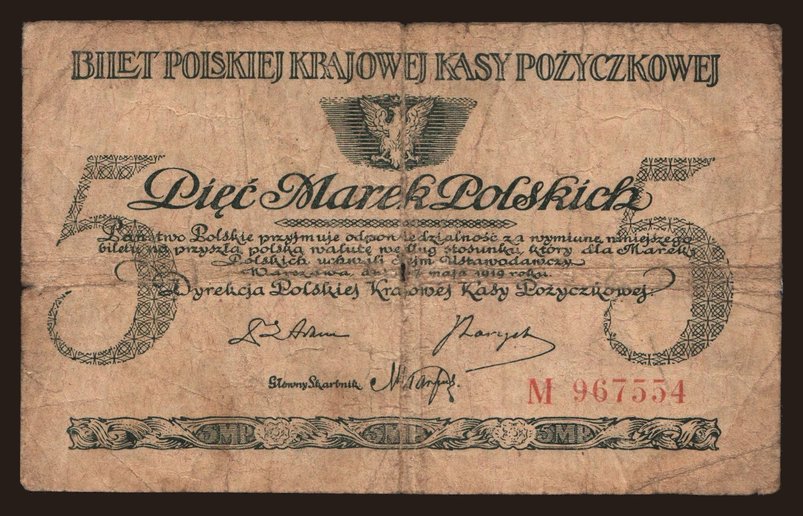 BILET POLSKIEJ KRAJOWEJ KASY POŻYCZKOWEJ
5 5
Pięć Marek Polskich
Państwo Polskie przyjmuje odpowiedzialność za wymianę niniejszego
biletu na przyszłą polską walutę według stosunku, który dla Marek
Polskich uchwali Sejm Ustawodawczy
Warszawa, dnia 17 maja 1919 roku.
Dyrekcja Polskiej Krajowej Kasy Pożyczkowej:
Główny Skarbnik
M 967554
5MP 5MP 5MP